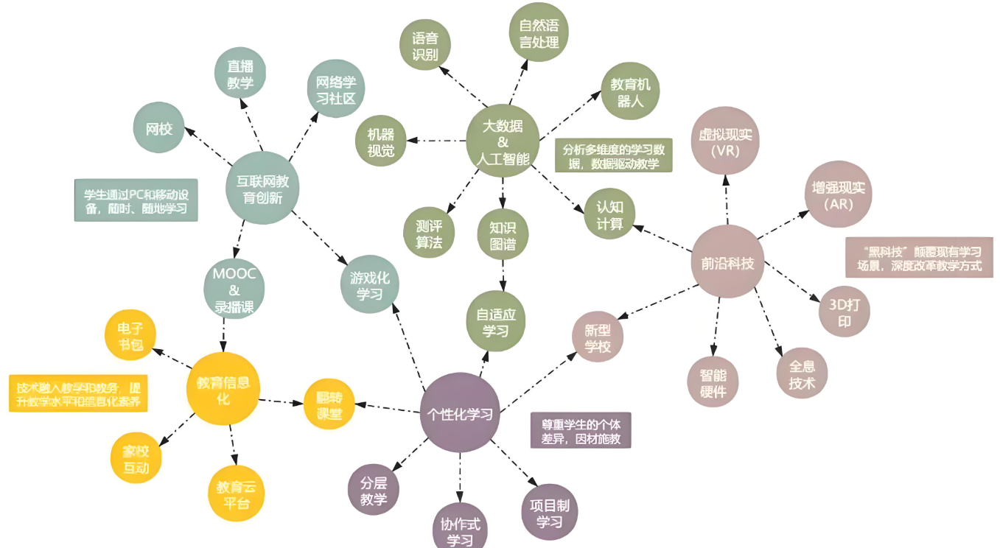 语音
识别
自然语
言处理
直播
教学
网络学
习社区
教育机
器人
网校
机器
视觉
大数据
&
人工智能
分析多维度的学习数
据，数据驱动教学
虚拟现实
(VR)
增强现实
(AR)
互联网教
育创新
学生通过PC和移动设
备，随时、随地学习
测评
算法
知识
图谱
认知
计算
前沿科技
“黑科技”颠覆现有学习
场景，深度改革教学方式
MOOC
&
录播课
游戏化
学习
自适应
学习
新型
学校
3D打
印
电子
书包
智能
硬件
全息
技术
教育信息
化
技术融入教学和教务，提
升教学水平和信息化素养
翻转
课堂
个性化学习
尊重学生的个体
差异，因材施教
家校
互动
教育云
平台
分层
教学
协作式
学习
项目制
学习